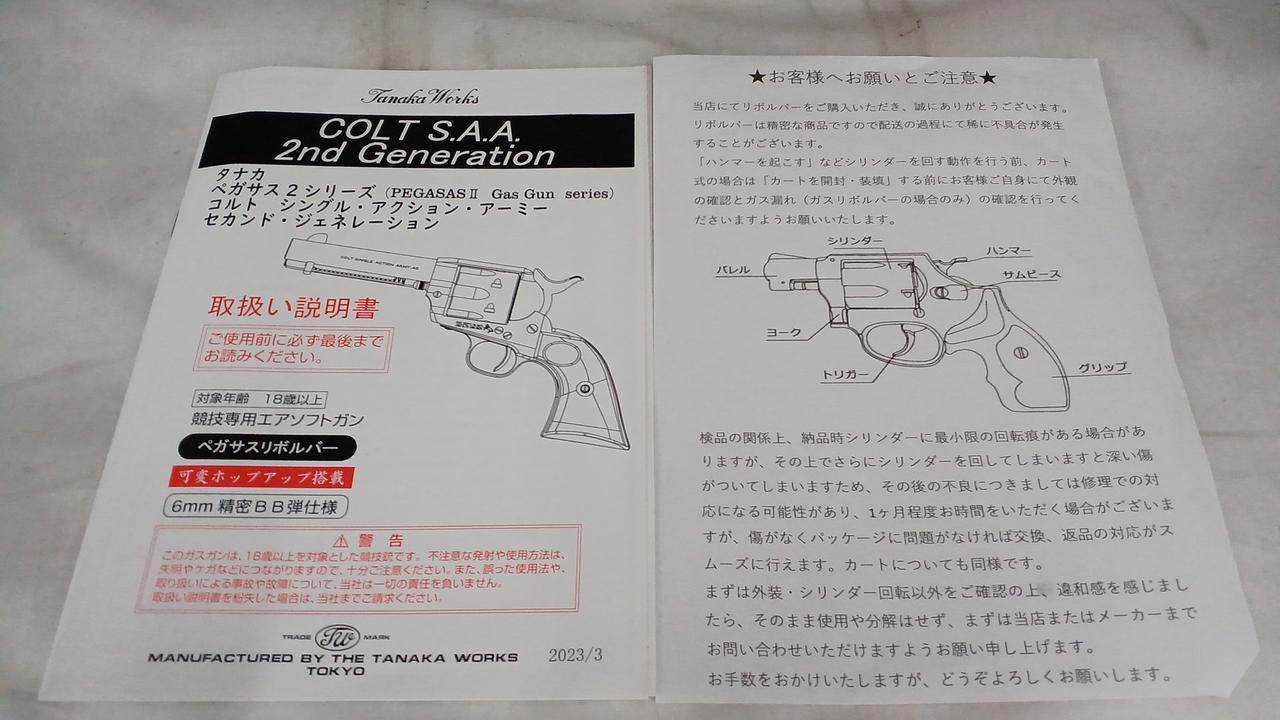 Tanaka Works
COLT S.A.A.
2nd Generation
タナカ
ペガサス2シリーズ（PEGASASⅡ Gas Gun series）
コルト シングル・アクション・アーミー
セカンド・ジェネレーション
COLT SINGLE ACTION ARMY .45
取扱い説明書
ご使用前に必ず最後まで
お読みください。
対象年齢 18歳以上
競技専用エアソフトガン
ペガサスリボルバー
可変ホップアップ搭載
6mm 精密ＢＢ弾仕様
⚠ 警 告
このガスガンは、18歳以上を対象とした競技銃です。不注意な発射や使用方法は、
失明やケガなどにつながりますので、十分ご注意ください。また、誤った使用法や、
取り扱いによる事故や故障について、当社は一切の責任を負いません。
取扱い説明書を紛失した場合は、当社までご請求ください。
TRADE TW MARK
MANUFACTURED BY THE TANAKA WORKS
TOKYO
2023/3
★お客様へお願いとご注意★
当店にてリボルバーをご購入いただき、誠にありがとうございます。
リボルバーは精密な商品ですので配送の過程にて稀に不具合が発生
することがございます。
「ハンマーを起こす」などシリンダーを回す動作を行う前、カート
式の場合は「カートを開封・装填」する前にお客様ご自身にて外観
の確認とガス漏れ（ガスリボルバーの場合のみ）の確認を行ってく
ださいますようお願いいたします。
シリンダー
ハンマー
バレル
サムピース
ヨーク
トリガー
グリップ
検品の関係上、納品時シリンダーに最小限の回転痕がある場合があ
りますが、その上でさらにシリンダーを回してしまいますと深い傷
がついてしまいますため、その後の不良につきましては修理での対
応になる可能性があり、1ヶ月程度お時間をいただく場合がございま
すが、傷がなくパッケージに問題がなければ交換、返品の対応がス
ムーズに行えます。カートについても同様です。
まずは外装・シリンダー回転以外をご確認の上、違和感を感じまし
たら、そのまま使用や分解はせず、まずは当店またはメーカーまで
お問い合わせいただけますようお願い申し上げます。
お手数をおかけいたしますが、どうぞよろしくお願いします。